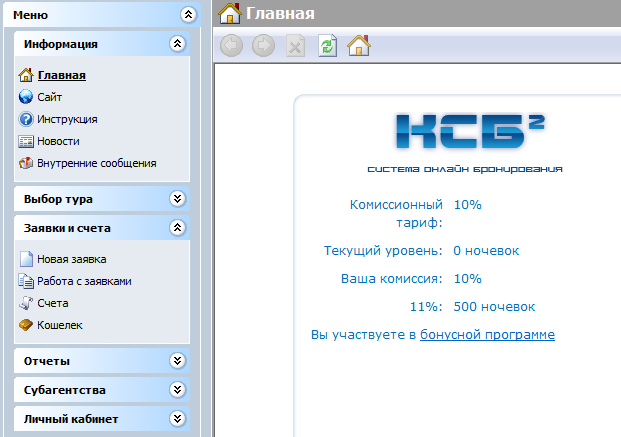 Меню
Информация
Главная
Сайт
Инструкция
Новости
Внутренние сообщения
Выбор тура
Заявки и счета
Новая заявка
Работа с заявками
Счета
Кошелек
Отчеты
Субагентства
Личный кабинет
Главная
КСБ²
система онлайн бронирования
Комиссионный 10%
тариф:
Текущий уровень: 0 ночевок
Ваша комиссия: 10%
11%: 500 ночевок
Вы участвуете в бонусной программе